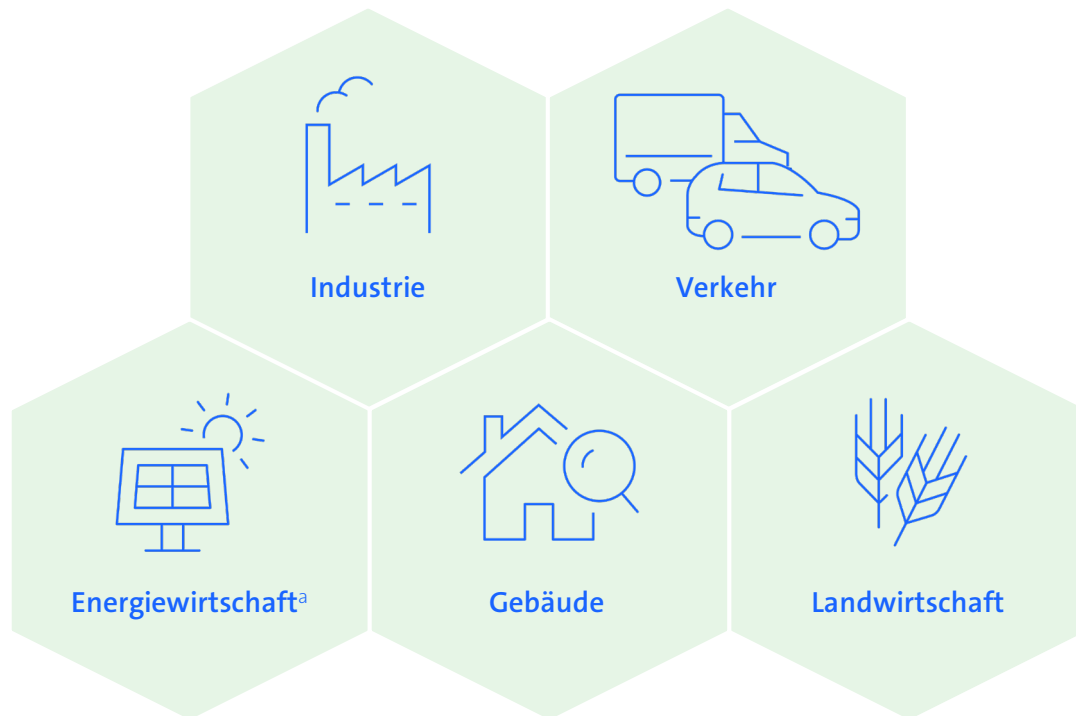 Industrie
Verkehr
Energiewirtschaftᵃ
Gebäude
Landwirtschaft